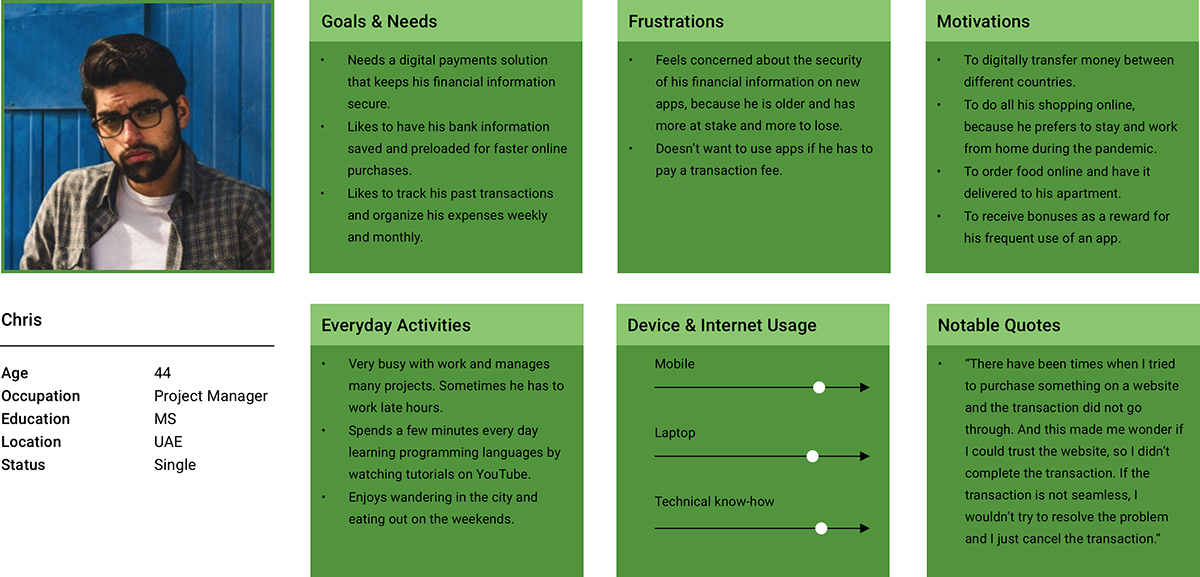 Goals & Needs
• Needs a digital payments solution
that keeps his financial information
secure.
• Likes to have his bank information
saved and preloaded for faster online
purchases.
• Likes to track his past transactions
and organize his expenses weekly
and monthly.
Frustrations
• Feels concerned about the security
of his financial information on new
apps, because he is older and has
more at stake and more to lose.
• Doesn’t want to use apps if he has to
pay a transaction fee.
Motivations
• To digitally transfer money between
different countries.
• To do all his shopping online,
because he prefers to stay and work
from home during the pandemic.
• To order food online and have it
delivered to his apartment.
• To receive bonuses as a reward for
his frequent use of an app.
Chris
Age 44
Occupation Project Manager
Education MS
Location UAE
Status Single
Everyday Activities
• Very busy with work and manages
many projects. Sometimes he has to
work late hours.
• Spends a few minutes every day
learning programming languages by
watching tutorials on YouTube.
• Enjoys wandering in the city and
eating out on the weekends.
Device & Internet Usage
Mobile
Laptop
Technical know-how
Notable Quotes
• “There have been times when I tried
to purchase something on a website
and the transaction did not go
through. And this made me wonder if
I could trust the website, so I didn’t
complete the transaction. If the
transaction is not seamless, I
wouldn’t try to resolve the problem
and I just cancel the transaction.”